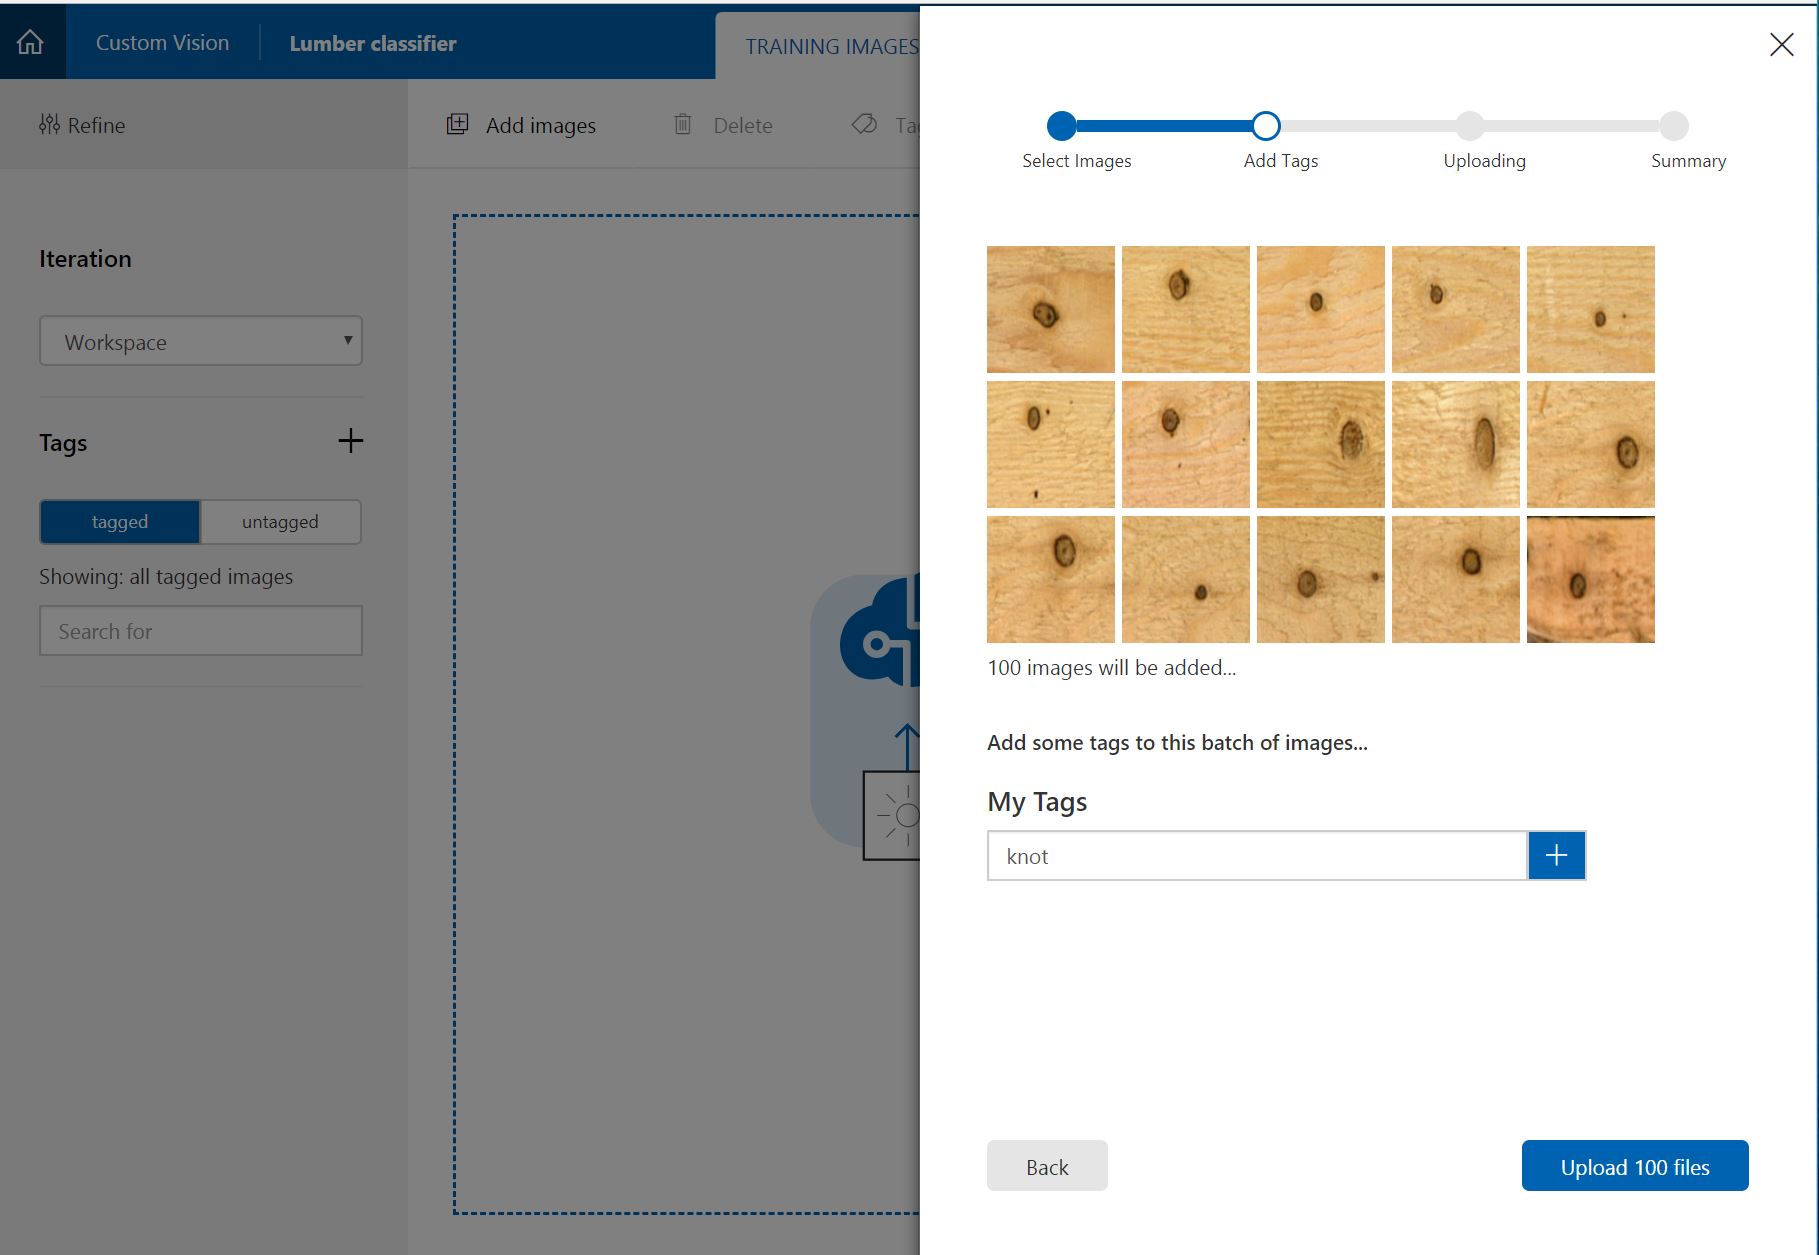 Custom Vision
Lumber classifier
TRAINING IMAGES
Refine
Add images
Delete
Iteration
Workspace
Tags
tagged
untagged
Showing: all tagged images
Search for
Select Images
Add Tags
Uploading
Summary
100 images will be added...
Add some tags to this batch of images...
My Tags
knot
Back
Upload 100 files